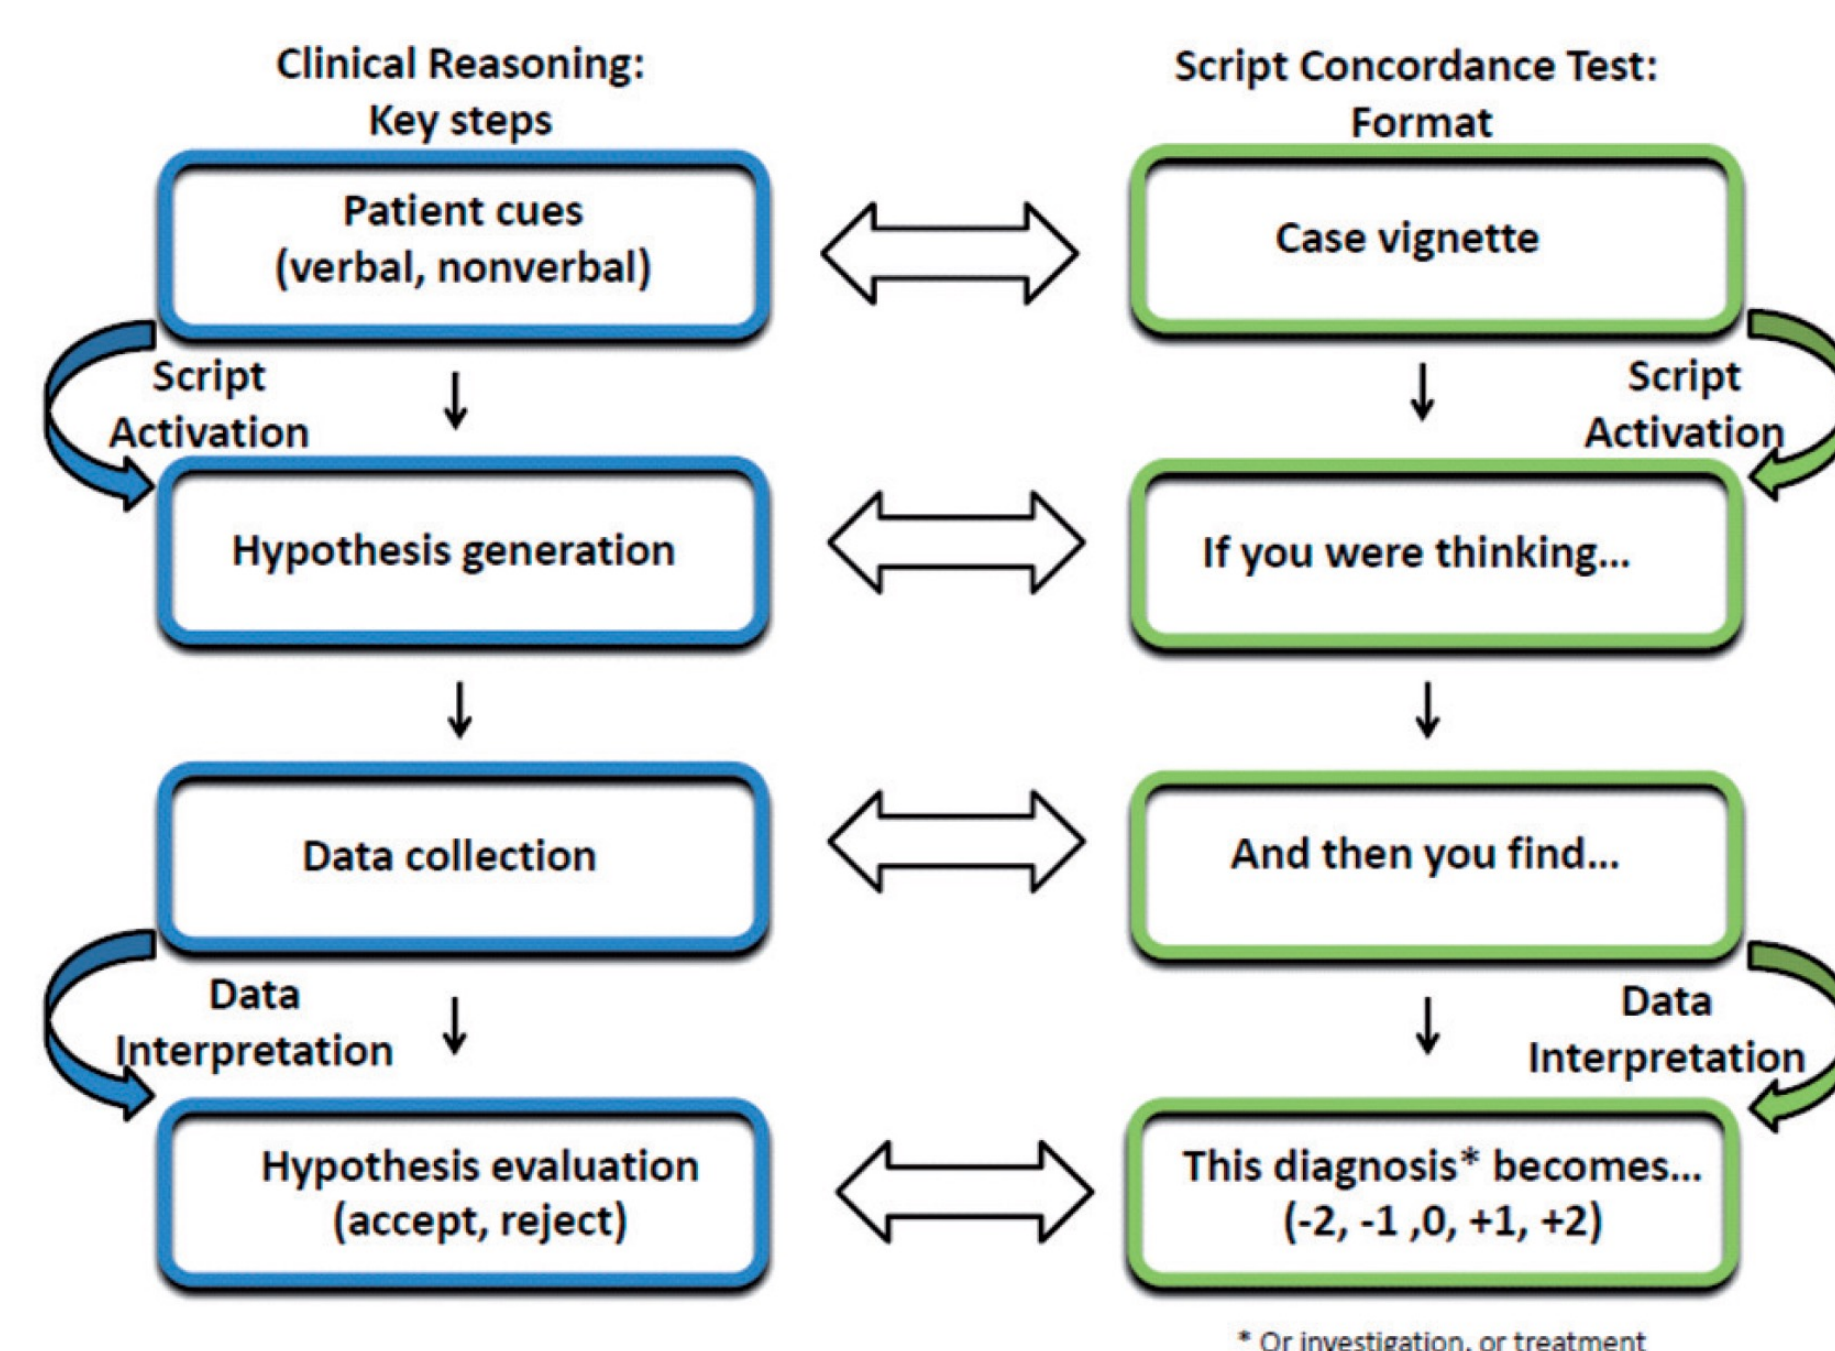 Clinical Reasoning:
Key steps
Script Concordance Test:
Format
Patient cues
(verbal, nonverbal)
Case vignette
Script
Activation
Script
Activation
Hypothesis generation
If you were thinking...
Data collection
And then you find...
Data
Interpretation
Data
Interpretation
Hypothesis evaluation
(accept, reject)
This diagnosis* becomes...
(-2, -1 ,0, +1, +2)
* Or investigation, or treatment